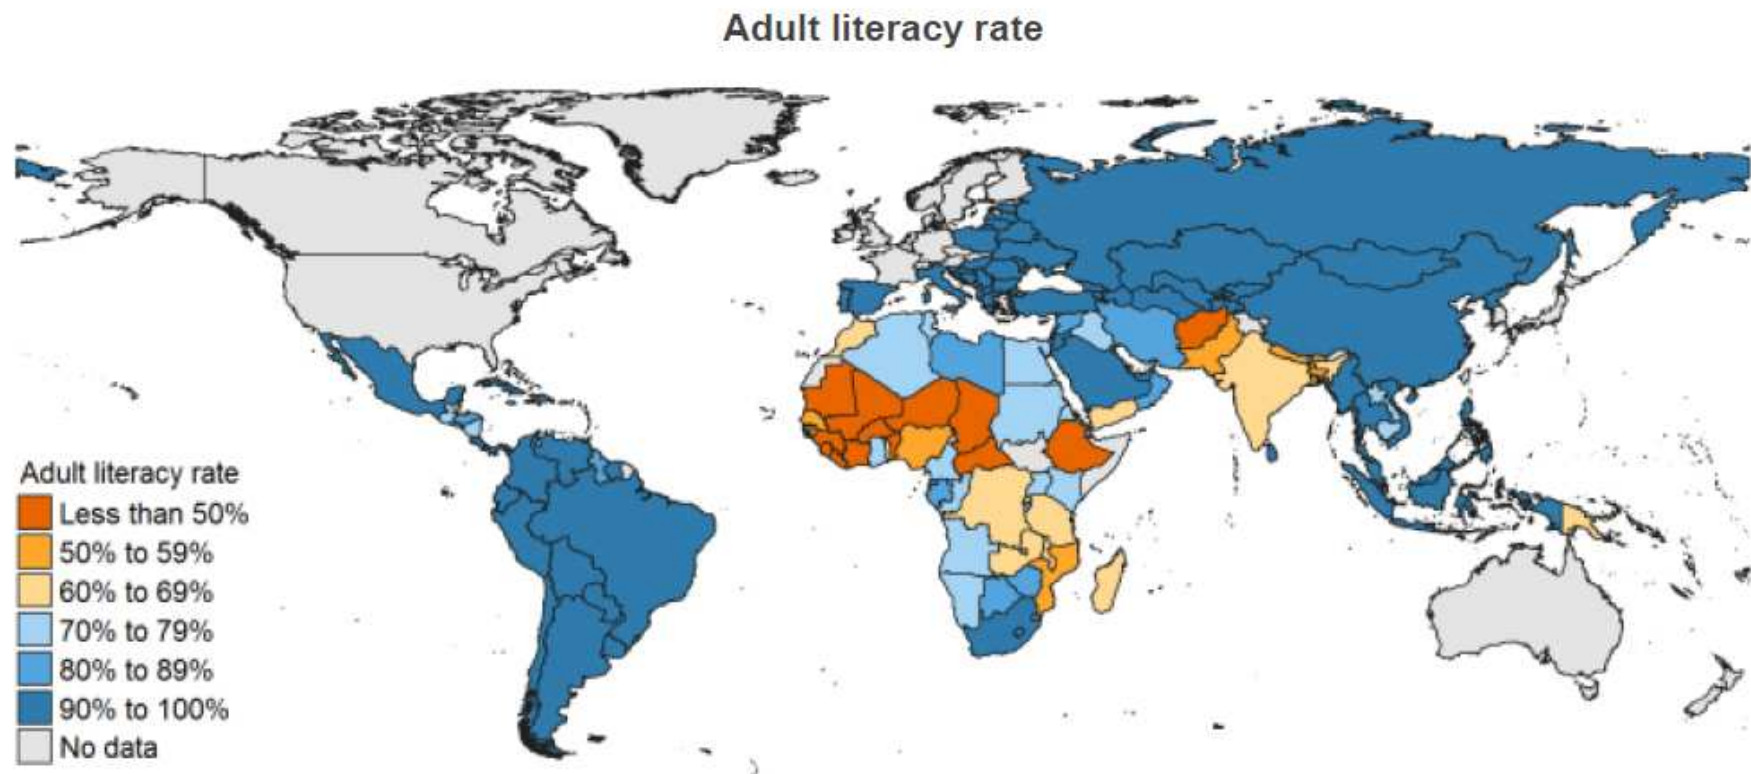 Adult literacy rate
Adult literacy rate
Less than 50%
50% to 59%
60% to 69%
70% to 79%
80% to 89%
90% to 100%
No data